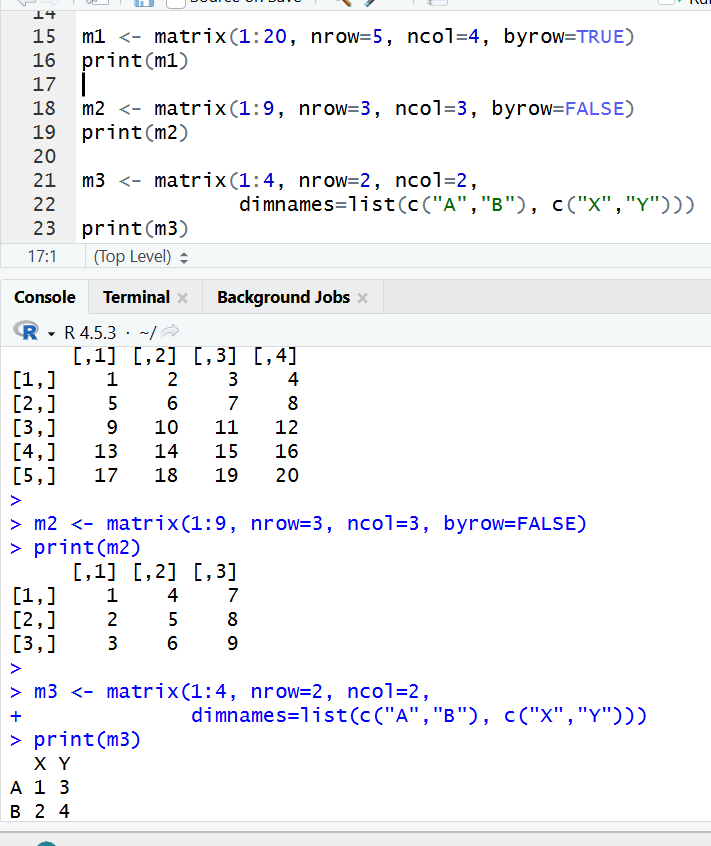 14
15 m1 <- matrix(1:20, nrow=5, ncol=4, byrow=TRUE)
16 print(m1)
17
18 m2 <- matrix(1:9, nrow=3, ncol=3, byrow=FALSE)
19 print(m2)
20
21 m3 <- matrix(1:4, nrow=2, ncol=2,
22              dimnames=list(c("A","B"), c("X","Y")))
23 print(m3)
17:1 (Top Level)
Console Terminal Background Jobs
R 4.5.3 · ~/
     [,1] [,2] [,3] [,4]
[1,]    1    2    3    4
[2,]    5    6    7    8
[3,]    9   10   11   12
[4,]   13   14   15   16
[5,]   17   18   19   20
>
> m2 <- matrix(1:9, nrow=3, ncol=3, byrow=FALSE)
> print(m2)
     [,1] [,2] [,3]
[1,]    1    4    7
[2,]    2    5    8
[3,]    3    6    9
>
> m3 <- matrix(1:4, nrow=2, ncol=2,
+              dimnames=list(c("A","B"), c("X","Y")))
> print(m3)
  X Y
A 1 3
B 2 4